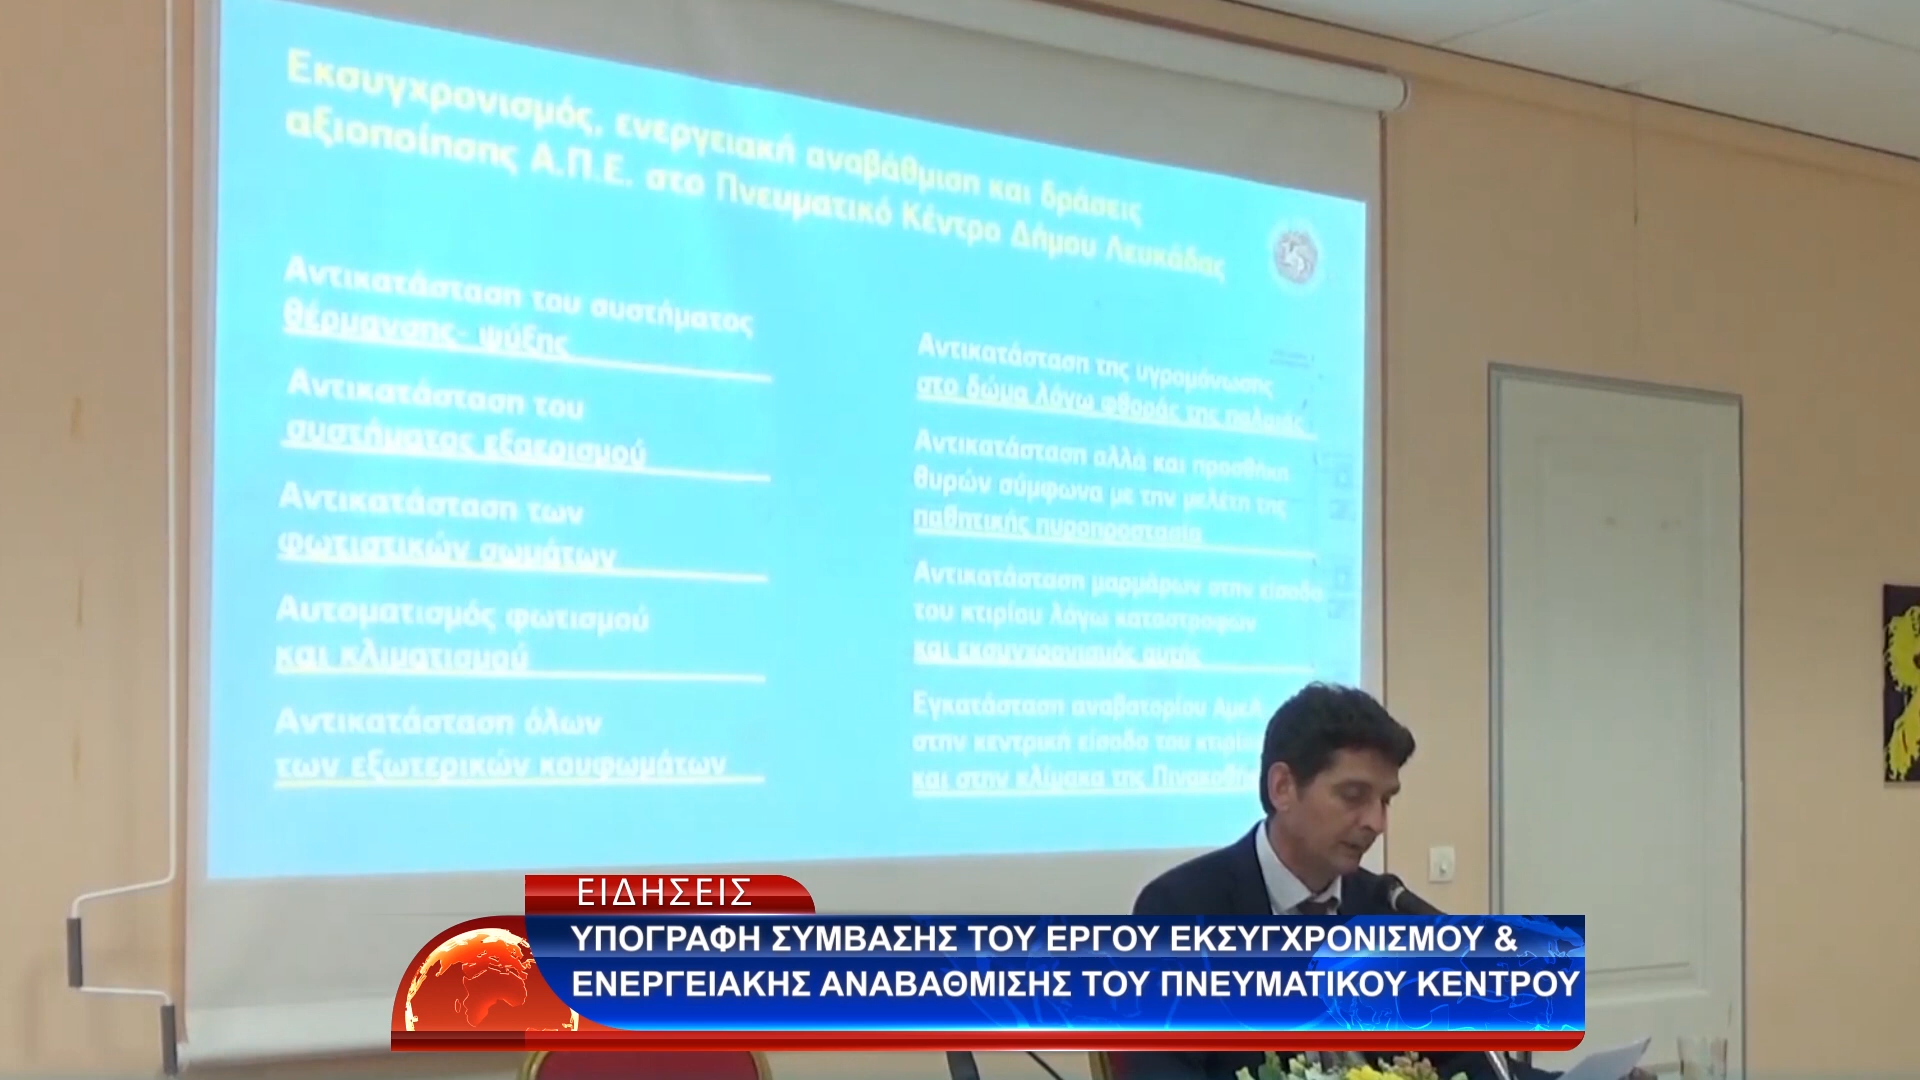 Εκσυγχρονισμός, ενεργειακή αναβάθμιση και δράσεις
αξιοποίησης Α.Π.Ε. στο Πνευματικό Κέντρο Δήμου Λευκάδας
Αντικατάσταση του συστήματος
θέρμανσης- ψύξης
Αντικατάσταση του
συστήματος εξαερισμού
Αντικατάσταση των
φωτιστικών σωμάτων
Αυτοματισμός φωτισμού
και κλιματισμού
Αντικατάσταση όλων
των εξωτερικών κουφωμάτων
Αντικατάσταση της υγρομόνωσης
στο δώμα λόγω φθοράς της παλαιάς
Αντικατάσταση αλλά και προσθήκη
θυρών σύμφωνα με την μελέτη της
παθητικής πυροπροστασία
Αντικατάσταση μαρμάρων στην είσοδο
του κτιρίου λόγω καταστροφών
και εκσυγχρονισμός αυτής
Εγκατάσταση αναβατορίου ΑμεΑ
στην κεντρική είσοδο του
και στην κλίμακα της
ΕΙΔΗΣΕΙΣ
ΥΠΟΓΡΑΦΗ ΣΥΜΒΑΣΗΣ ΤΟΥ ΕΡΓΟΥ ΕΚΣΥΓΧΡΟΝΙΣΜΟΥ &
ΕΝΕΡΓΕΙΑΚΗΣ ΑΝΑΒΑΘΜΙΣΗΣ ΤΟΥ ΠΝΕΥΜΑΤΙΚΟΥ ΚΕΝΤΡΟΥ